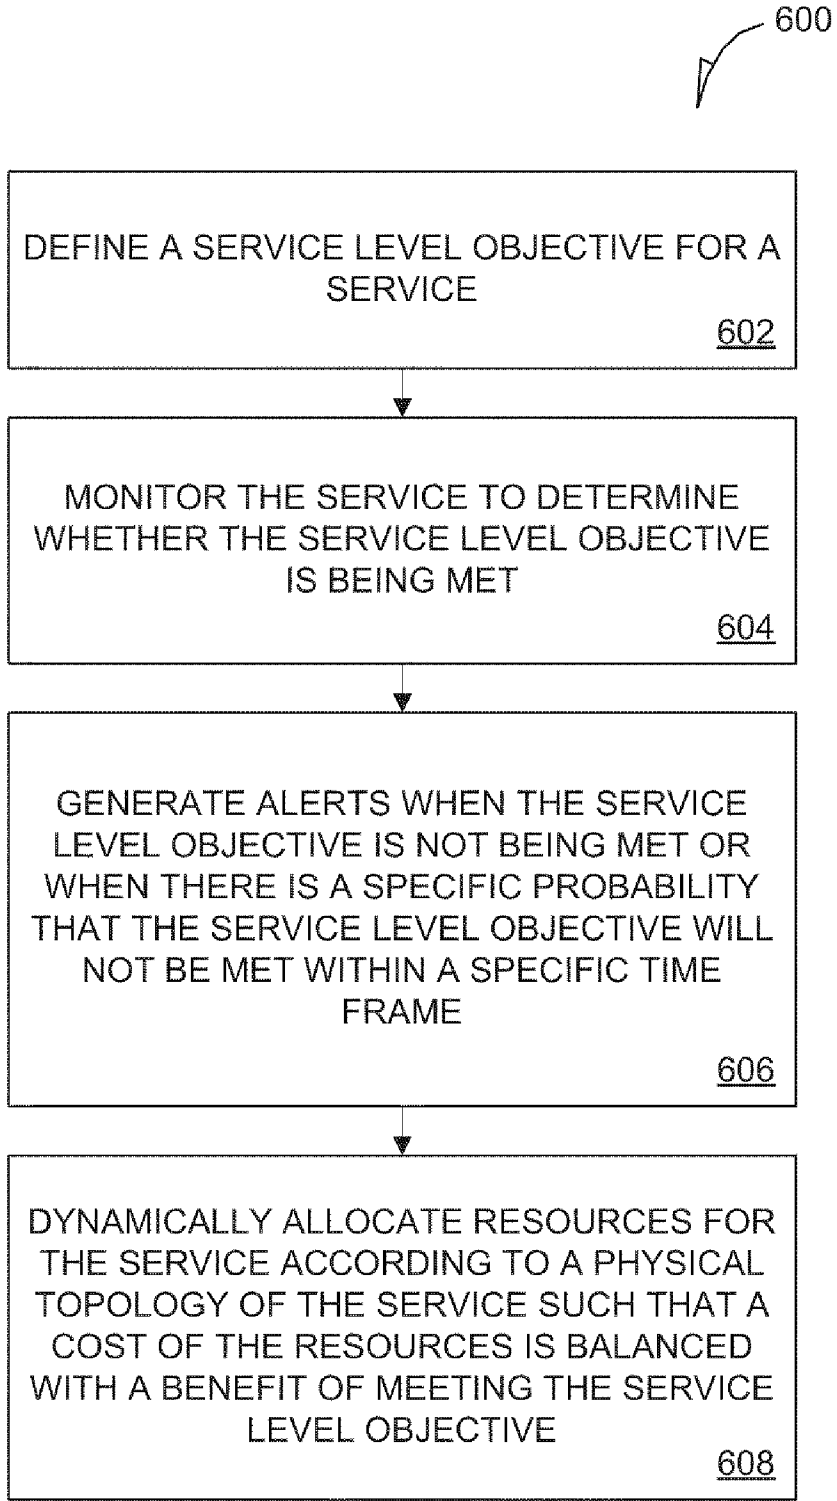 600
DEFINE A SERVICE LEVEL OBJECTIVE FOR A
SERVICE
602
MONITOR THE SERVICE TO DETERMINE
WHETHER THE SERVICE LEVEL OBJECTIVE
IS BEING MET
604
GENERATE ALERTS WHEN THE SERVICE
LEVEL OBJECTIVE IS NOT BEING MET OR
WHEN THERE IS A SPECIFIC PROBABILITY
THAT THE SERVICE LEVEL OBJECTIVE WILL
NOT BE MET WITHIN A SPECIFIC TIME
FRAME
606
DYNAMICALLY ALLOCATE RESOURCES FOR
THE SERVICE ACCORDING TO A PHYSICAL
TOPOLOGY OF THE SERVICE SUCH THAT A
COST OF THE RESOURCES IS BALANCED
WITH A BENEFIT OF MEETING THE SERVICE
LEVEL OBJECTIVE
608